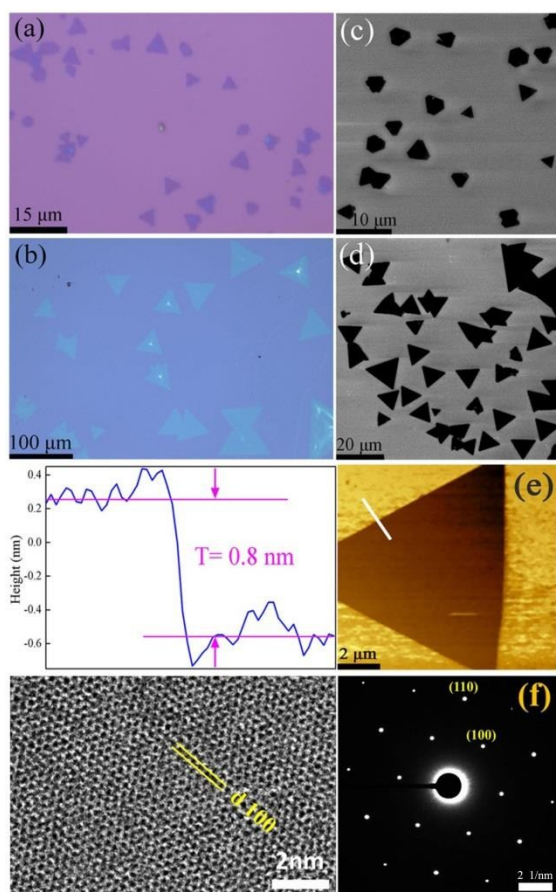 (a)
15 μm
(c)
10 μm
(b)
100 μm
(d)
20 μm
Height (nm)
0.4
0.2
0.0
-0.2
-0.4
-0.6
T= 0.8 nm
(e)
2 μm
d 100
2nm
(110)
(100)
(f)
2 1/nm